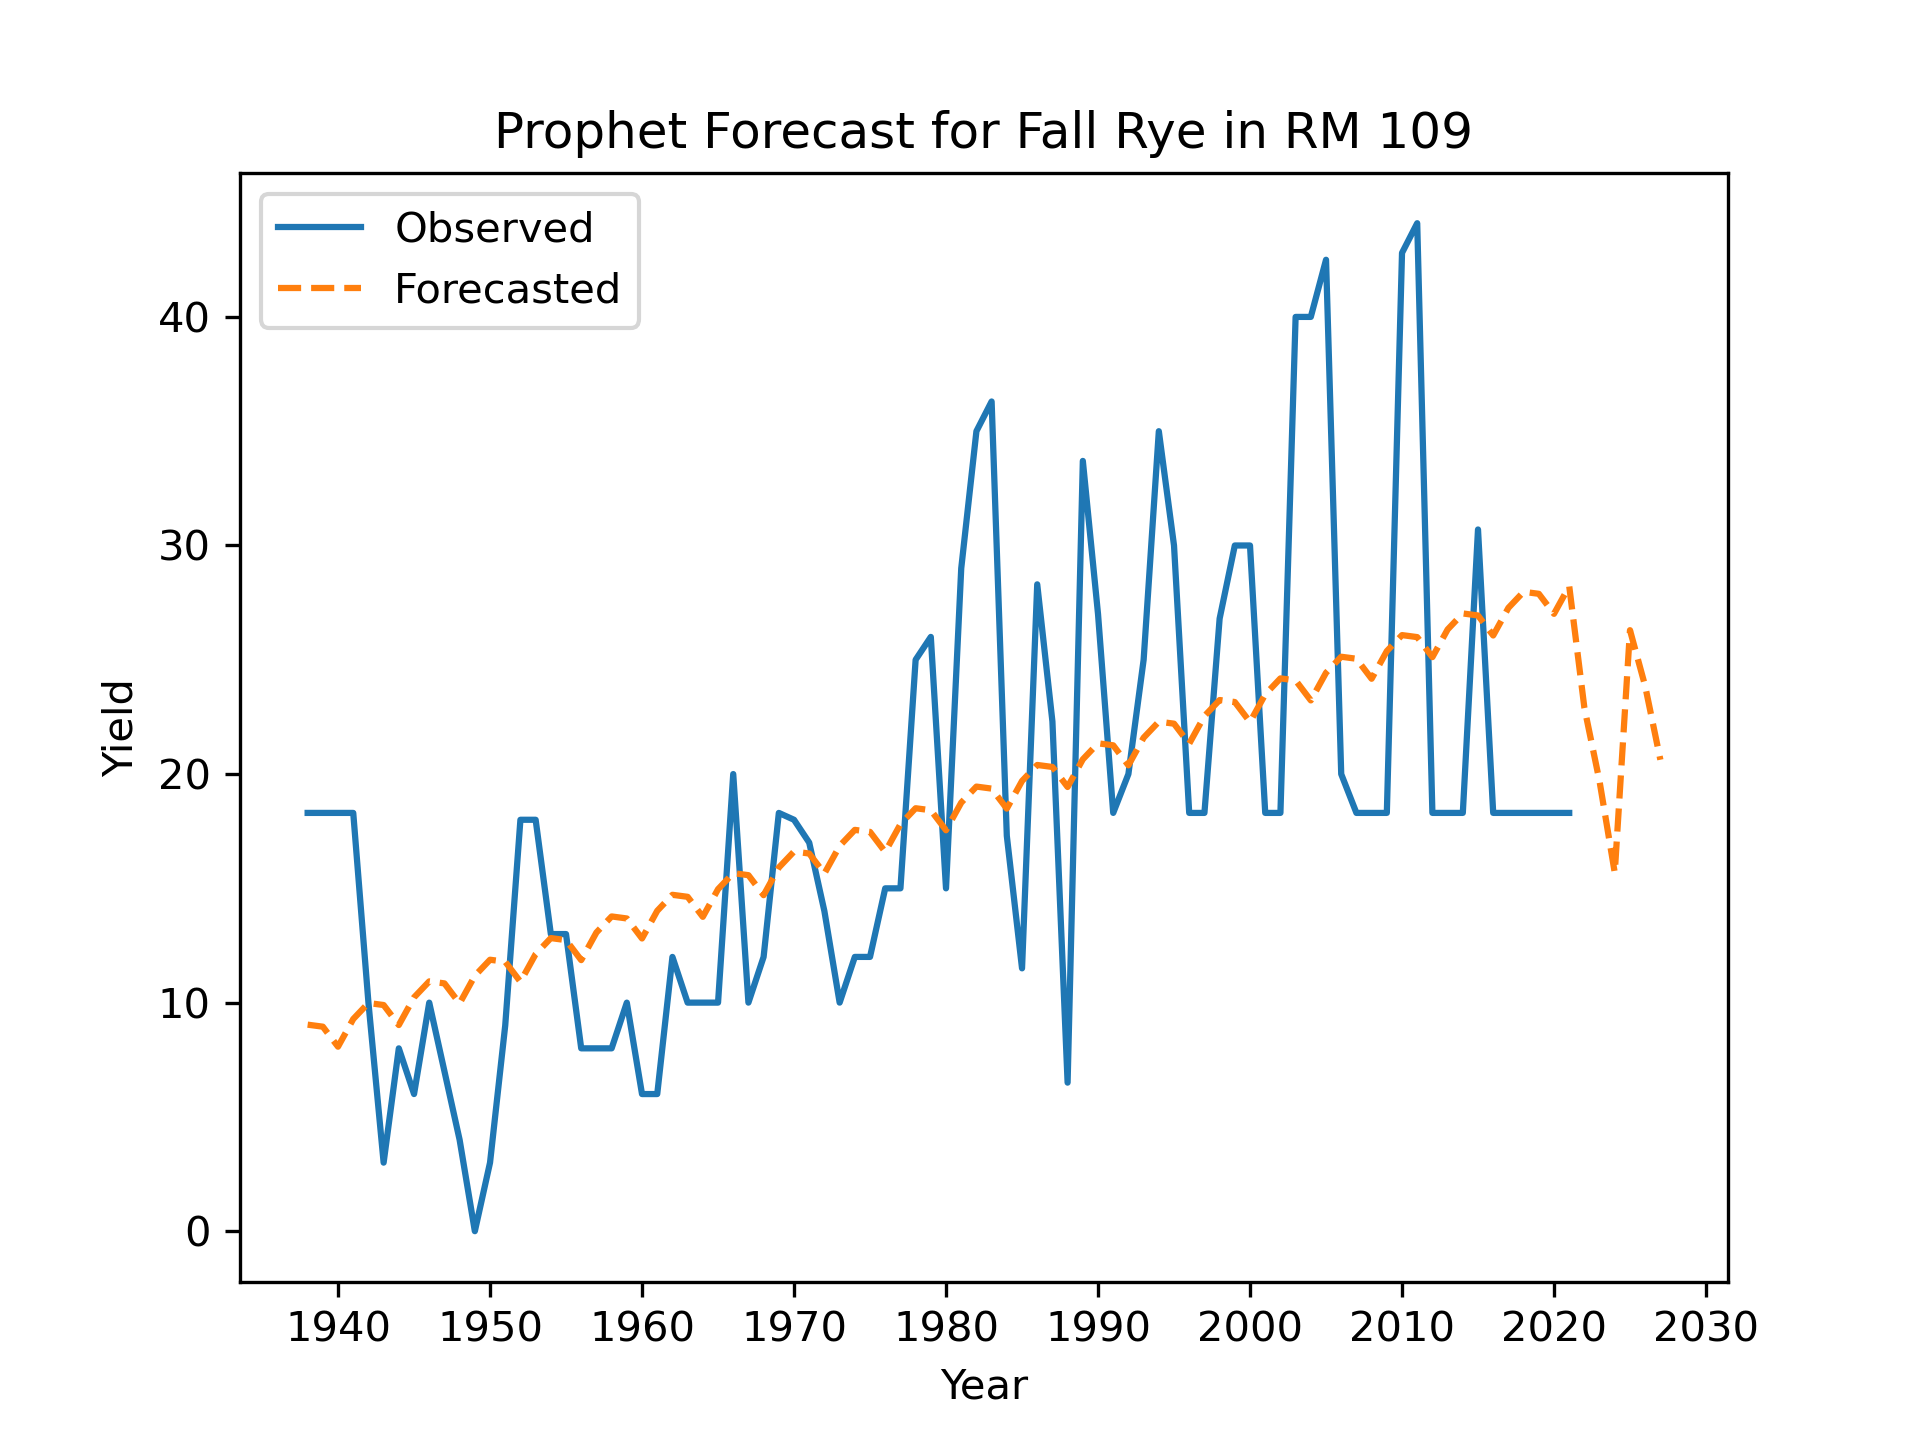 Prophet Forecast for Fall Rye in RM 109
Observed
Forecasted
40
30
20
10
0
Yield
1940 1950 1960 1970 1980 1990 2000 2010 2020 2030
Year